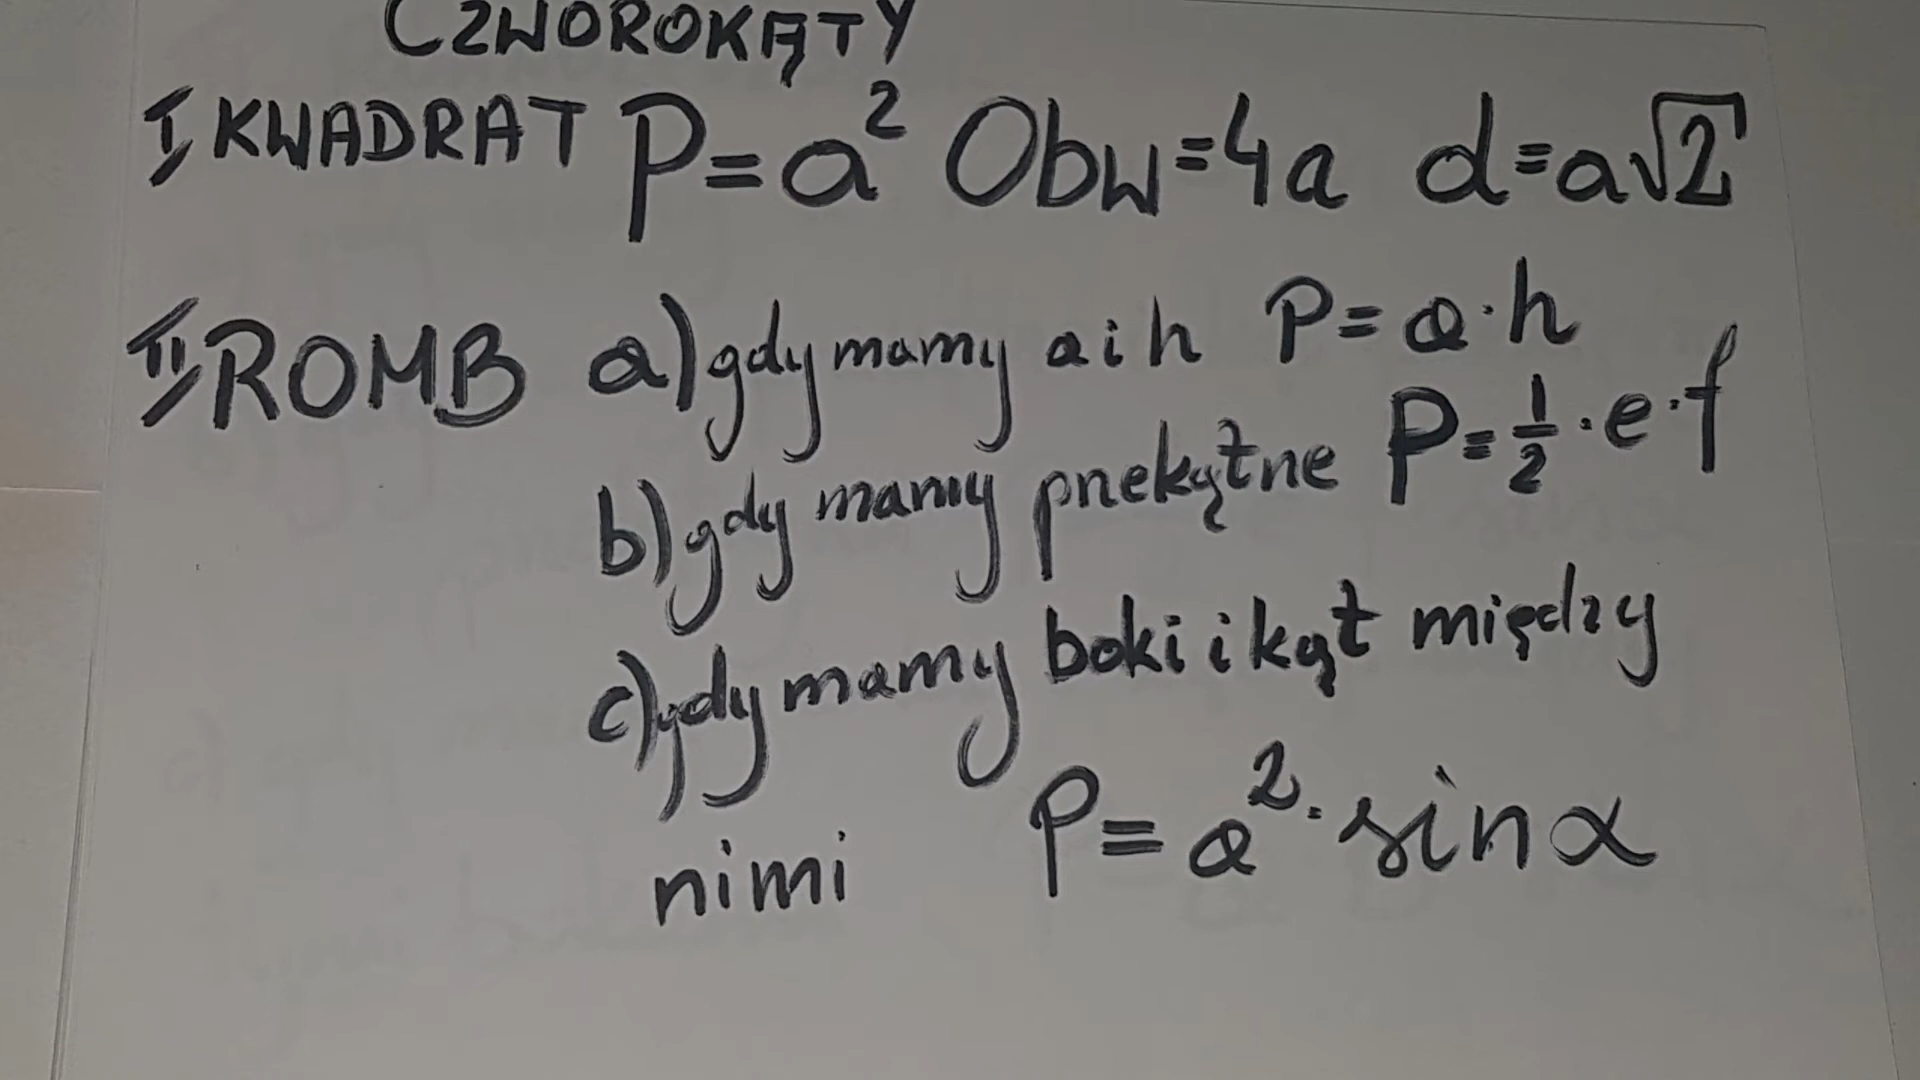 CZWOROKĄTY
I KWADRAT P=a² Obw=4a d=a√2
II ROMB a) gdy mamy a i h P=a·h
b) gdy mamy przekątne P=½·e·f
c) gdy mamy boki i kąt między
nimi P=a²·sinα